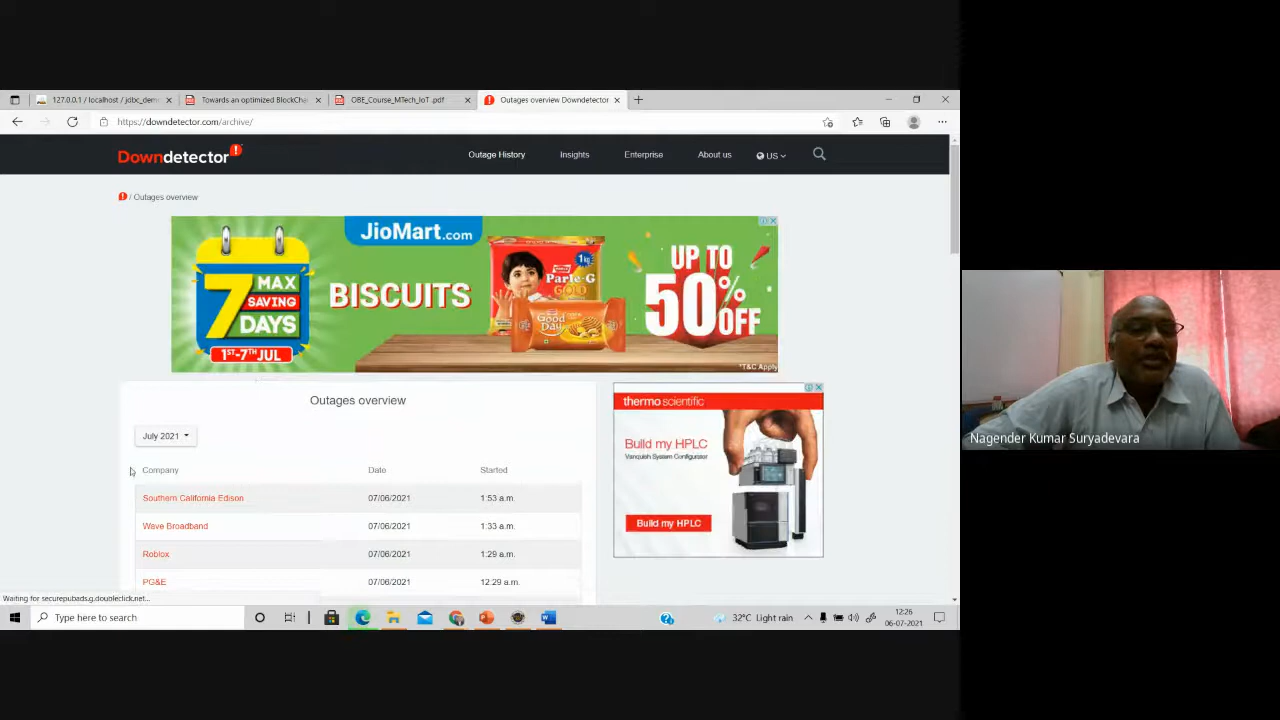 127.0.0.1 / localhost / jdbc_dem
Towards an optimized BlockCha
OBE_Course_MTech_IoT .pdf
Outages overview Downdetector
https://downdetector.com/archive/
Downdetector
Outage History
Insights
Enterprise
About us
US
/ Outages overview
JioMart.com
7 MAX SAVING DAYS
1ST-7TH JUL
BISCUITS
1kg
Parle-G
GOLD
Good Day
UP TO
50% OFF
*T&C Apply
Outages overview
July 2021
Company Date Started
Southern California Edison 07/06/2021 1:53 a.m.
Wave Broadband 07/06/2021 1:33 a.m.
Roblox 07/06/2021 1:29 a.m.
PG&E 07/06/2021 12:29 a.m.
thermo scientific
Build my HPLC
Vanquish System Configurator
Build my HPLC
Waiting for securepubads.g.doubleclick.net...
Type here to search
32°C Light rain
12:26
06-07-2021
Nagender Kumar Suryadevara